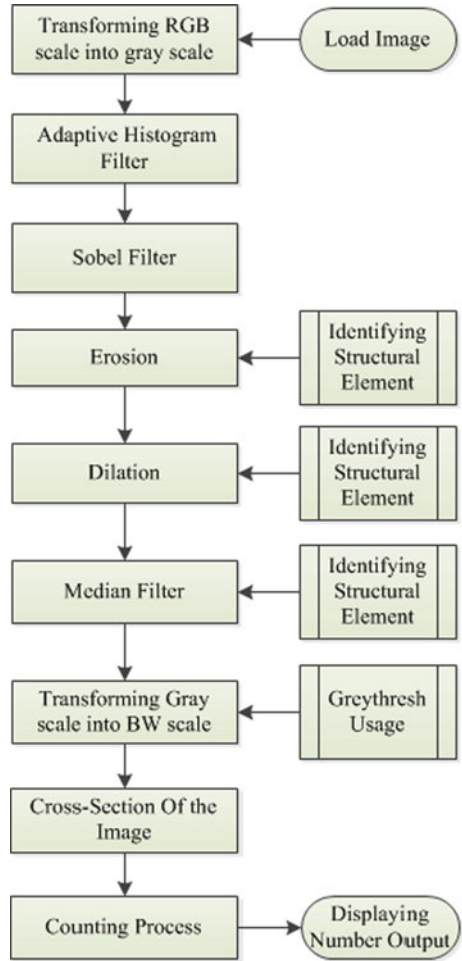 Load Image
Transforming RGB
scale into gray scale
Adaptive Histogram
Filter
Sobel Filter
Erosion
Identifying
Structural
Element
Dilation
Identifying
Structural
Element
Median Filter
Identifying
Structural
Element
Transforming Gray
scale into BW scale
Greythresh
Usage
Cross-Section Of the
Image
Counting Process
Displaying
Number Output